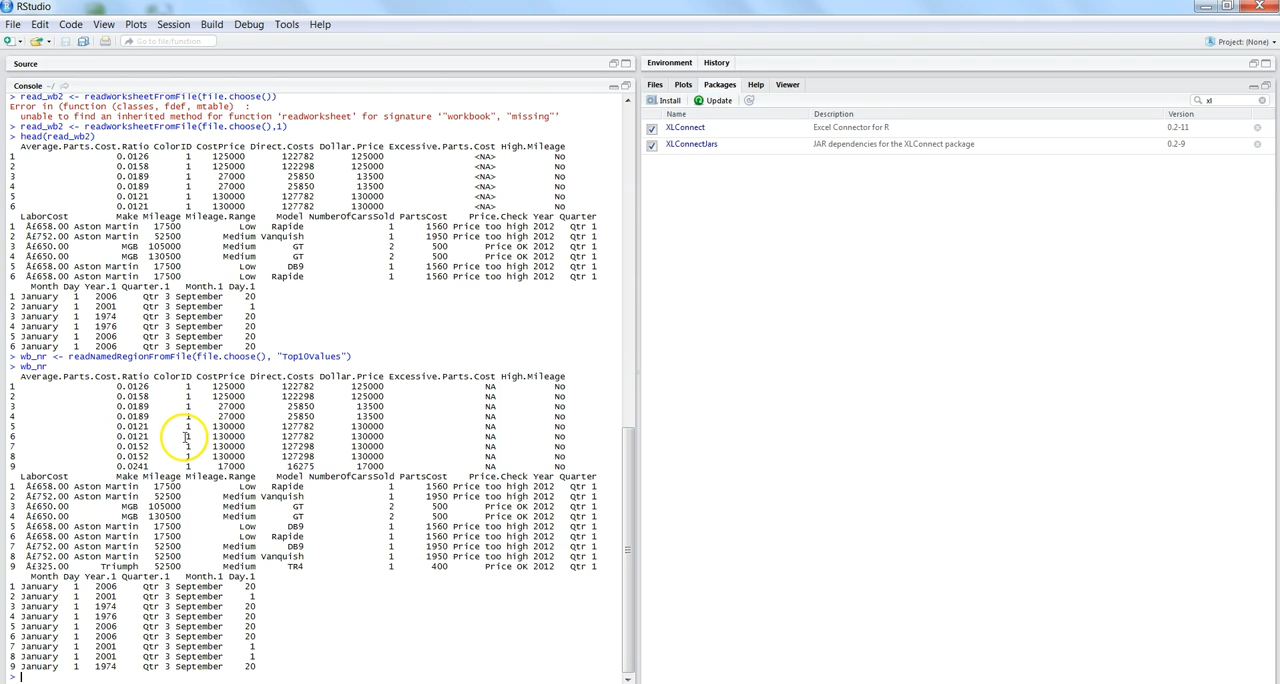 RStudio
File Edit Code View Plots Session Build Debug Tools Help
Go to file/function
Project: (None)
Source
Console ~/
> read_wb2 <- readWorksheetFromFile(file.choose())
Error in (function (classes, fdef, mtable)  :
  unable to find an inherited method for function 'readWorksheet' for signature '"workbook", "missing"'
> read_wb2 <- readWorksheetFromFile(file.choose(),1)
> head(read_wb2)
  Average.Parts.Cost.Ratio ColorID CostPrice Direct.Costs Dollar.Price Excessive.Parts.Cost High.Mileage
1 0.0126 1 125000 122782 125000 <NA> No
2 0.0158 1 125000 122298 125000 <NA> No
3 0.0189 1 27000 25850 13500 <NA> No
4 0.0189 1 27000 25850 13500 <NA> No
5 0.0121 1 130000 127782 130000 <NA> No
6 0.0121 1 130000 127782 130000 <NA> No
  LaborCost Make Mileage Mileage.Range Model NumberOfCarsSold PartsCost Price.Check Year Quarter
1 Â£658.00 Aston Martin 17500 Low Rapide 1 1560 Price too high 2012 Qtr 1
2 Â£752.00 Aston Martin 52500 Medium Vanquish 1 1950 Price too high 2012 Qtr 1
3 Â£650.00 MGB 105000 Medium GT 2 500 Price OK 2012 Qtr 1
4 Â£650.00 MGB 130500 Medium GT 2 500 Price OK 2012 Qtr 1
5 Â£658.00 Aston Martin 17500 Low DB9 1 1560 Price too high 2012 Qtr 1
6 Â£658.00 Aston Martin 17500 Low Rapide 1 1560 Price too high 2012 Qtr 1
  Month Day Year.1 Quarter.1 Month.1 Day.1
1 January 1 2006 Qtr 3 September 20
2 January 1 2001 Qtr 3 September 1
3 January 1 1974 Qtr 3 September 20
4 January 1 1976 Qtr 3 September 20
5 January 1 2006 Qtr 3 September 20
6 January 1 2006 Qtr 3 September 20
> wb_nr <- readNamedRegionFromFile(file.choose(), "Top10Values")
> wb_nr
  Average.Parts.Cost.Ratio ColorID CostPrice Direct.Costs Dollar.Price Excessive.Parts.Cost High.Mileage
1 0.0126 1 125000 122782 125000 NA No
2 0.0158 1 125000 122298 125000 NA No
3 0.0189 1 27000 25850 13500 NA No
4 0.0189 1 27000 25850 13500 NA No
5 0.0121 1 130000 127782 130000 NA No
6 0.0121 1 130000 127782 130000 NA No
7 0.0152 1 130000 127298 130000 NA No
8 0.0152 1 130000 127298 130000 NA No
9 0.0241 1 17000 16275 17000 NA No
  LaborCost Make Mileage Mileage.Range Model NumberOfCarsSold PartsCost Price.Check Year Quarter
1 Â£658.00 Aston Martin 17500 Low Rapide 1 1560 Price too high 2012 Qtr 1
2 Â£752.00 Aston Martin 52500 Medium Vanquish 1 1950 Price too high 2012 Qtr 1
3 Â£650.00 MGB 105000 Medium GT 2 500 Price OK 2012 Qtr 1
4 Â£650.00 MGB 130500 Medium GT 2 500 Price OK 2012 Qtr 1
5 Â£658.00 Aston Martin 17500 Low DB9 1 1560 Price too high 2012 Qtr 1
6 Â£658.00 Aston Martin 17500 Low Rapide 1 1560 Price too high 2012 Qtr 1
7 Â£752.00 Aston Martin 52500 Medium DB9 1 1950 Price too high 2012 Qtr 1
8 Â£752.00 Aston Martin 52500 Medium Vanquish 1 1950 Price too high 2012 Qtr 1
9 Â£325.00 Triumph 52500 Medium TR4 1 400 Price OK 2012 Qtr 1
  Month Day Year.1 Quarter.1 Month.1 Day.1
1 January 1 2006 Qtr 3 September 20
2 January 1 2001 Qtr 3 September 1
3 January 1 1974 Qtr 3 September 20
4 January 1 1976 Qtr 3 September 20
5 January 1 2006 Qtr 3 September 20
6 January 1 2006 Qtr 3 September 20
7 January 1 2001 Qtr 3 September 1
8 January 1 2001 Qtr 3 September 1
9 January 1 1974 Qtr 3 September 20
>
Environment History
Files Plots Packages Help Viewer
Install Update xl
Name Description Version
XLConnect Excel Connector for R 0.2-11
XLConnectJars JAR dependencies for the XLConnect package 0.2-9